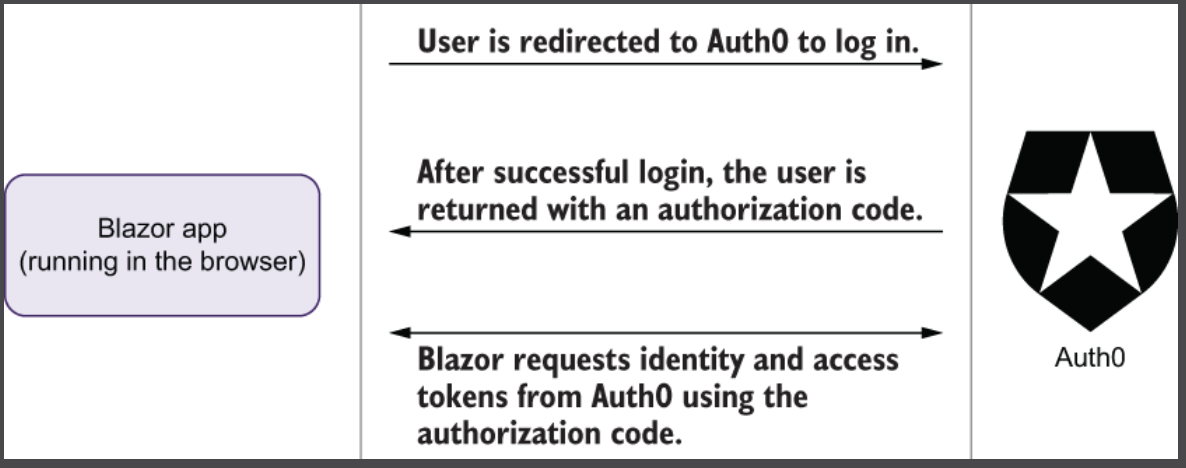 User is redirected to Auth0 to log in.
After successful login, the user is
returned with an authorization code.
Blazor app
(running in the browser)
Blazor requests identity and access
tokens from Auth0 using the
authorization code.
Auth0